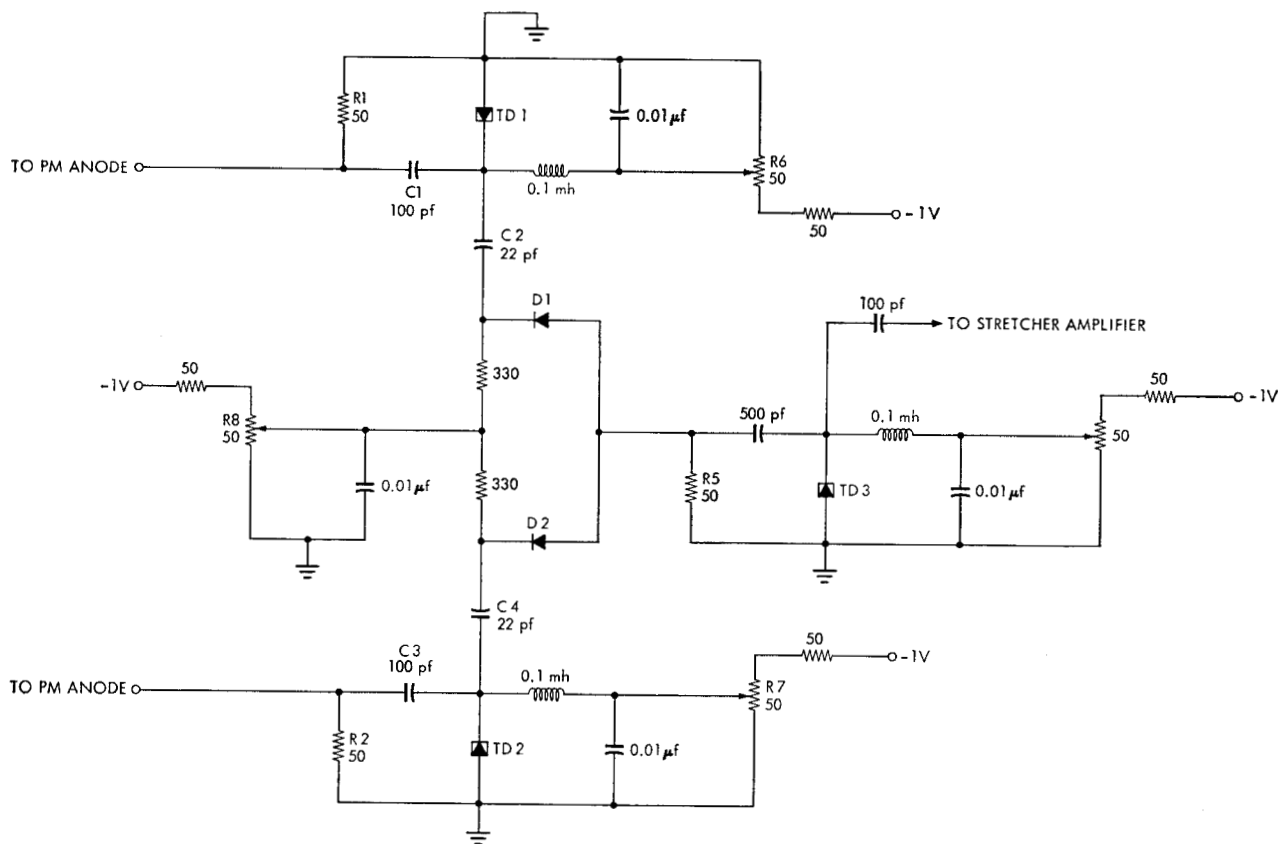 R1
50
TD 1
0.01μf
TO PM ANODE
C1
100 pf
0.1 mh
R6
50
50
-1V
C 2
22 pf
D1
100 pf
TO STRETCHER AMPLIFIER
330
50
-1V
50
-1V
R8
50
500 pf
0.1 mh
50
0.01μf
330
R5
50
TD 3
0.01μf
D 2
C 4
22 pf
C3
100 pf
50
-1V
TO PM ANODE
0.1 mh
R 7
50
R 2
50
TD 2
0.01μf